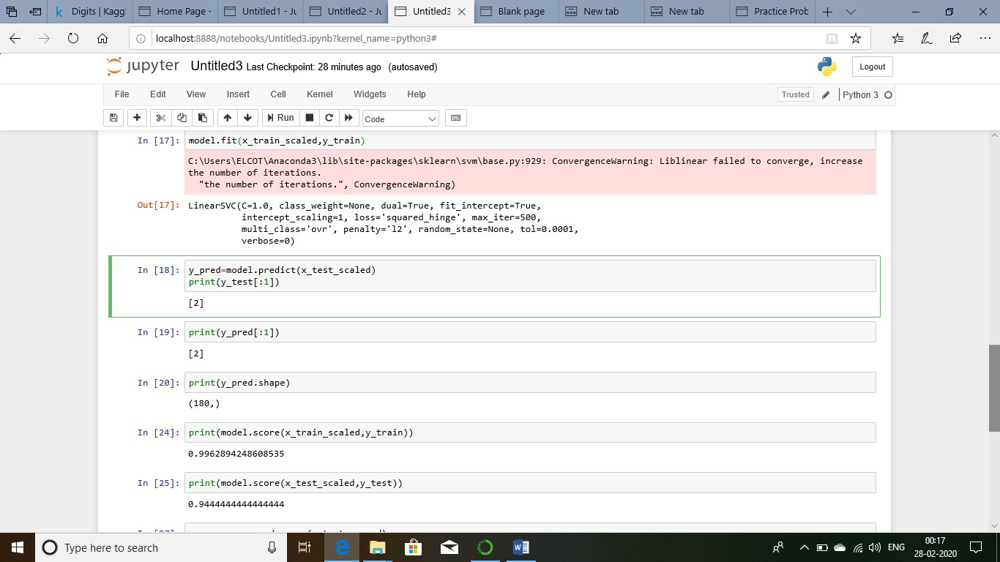 Digits | Kaggl
Home Page -
Untitled1 - Ju
Untitled2 - Ju
Untitled3
Blank page
New tab
New tab
Practice Prob
localhost:8888/notebooks/Untitled3.ipynb?kernel_name=python3#
jupyter Untitled3 Last Checkpoint: 28 minutes ago (autosaved)
Logout
File Edit View Insert Cell Kernel Widgets Help
Trusted
Python 3
Run
Code
In [17]: model.fit(x_train_scaled,y_train)
C:\Users\ELCOT\Anaconda3\lib\site-packages\sklearn\svm\base.py:929: ConvergenceWarning: Liblinear failed to converge, increase
the number of iterations.
"the number of iterations.", ConvergenceWarning)
Out[17]: LinearSVC(C=1.0, class_weight=None, dual=True, fit_intercept=True,
intercept_scaling=1, loss='squared_hinge', max_iter=500,
multi_class='ovr', penalty='l2', random_state=None, tol=0.0001,
verbose=0)
In [18]: y_pred=model.predict(x_test_scaled)
print(y_test[:1])
[2]
In [19]: print(y_pred[:1])
[2]
In [20]: print(y_pred.shape)
(180,)
In [24]: print(model.score(x_train_scaled,y_train))
0.9962894248608535
In [25]: print(model.score(x_test_scaled,y_test))
0.9444444444444444
Type here to search
ENG
00:17
28-02-2020